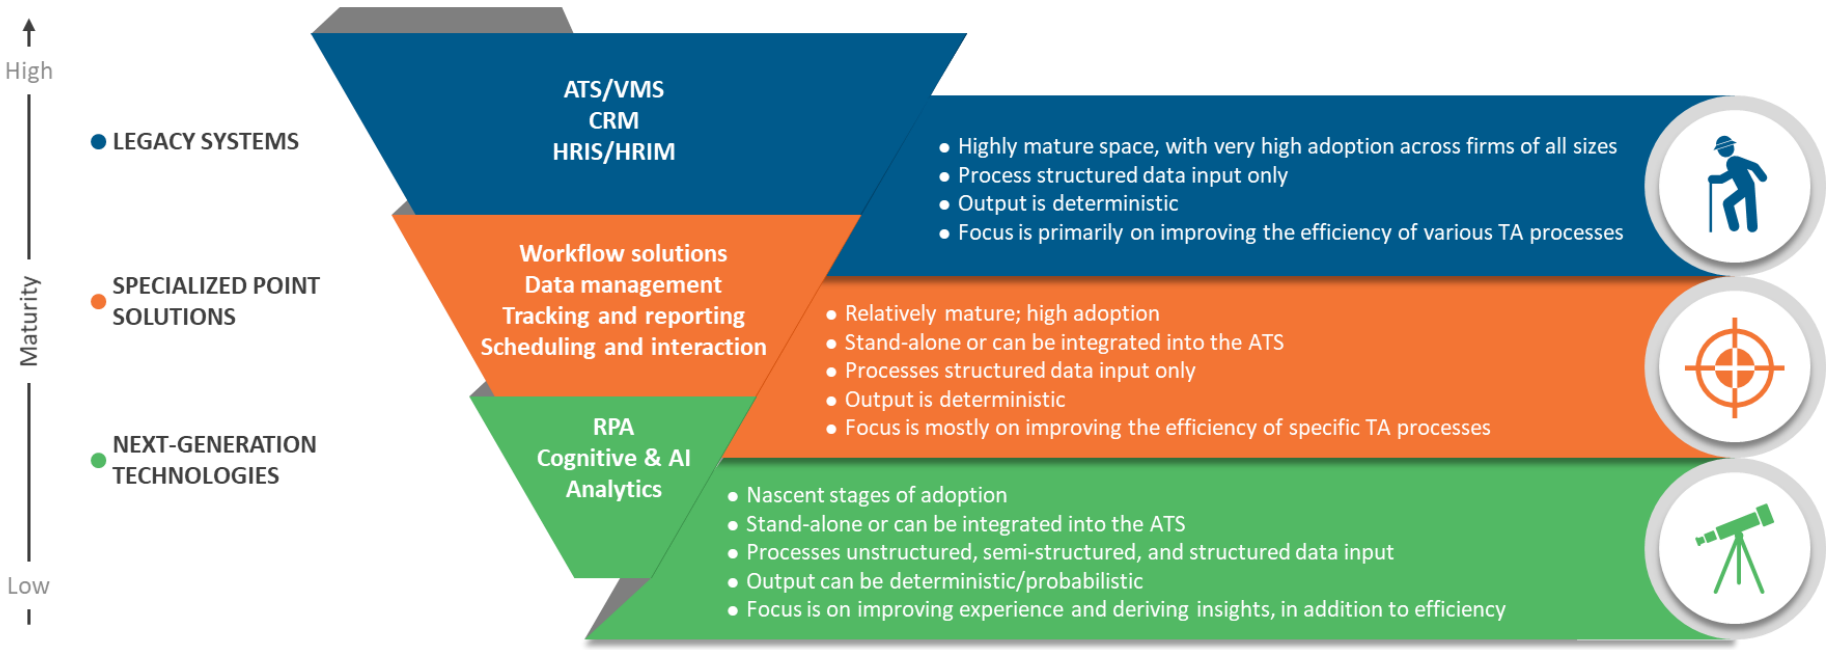 High
Maturity
Low
LEGACY SYSTEMS
ATS/VMS
CRM
HRIS/HRIM
● Highly mature space, with very high adoption across firms of all sizes
● Process structured data input only
● Output is deterministic
● Focus is primarily on improving the efficiency of various TA processes
SPECIALIZED POINT
SOLUTIONS
Workflow solutions
Data management
Tracking and reporting
Scheduling and interaction
● Relatively mature; high adoption
● Stand-alone or can be integrated into the ATS
● Processes structured data input only
● Output is deterministic
● Focus is mostly on improving the efficiency of specific TA processes
NEXT-GENERATION
TECHNOLOGIES
RPA
Cognitive & AI
Analytics
● Nascent stages of adoption
● Stand-alone or can be integrated into the ATS
● Processes unstructured, semi-structured, and structured data input
● Output can be deterministic/probabilistic
● Focus is on improving experience and deriving insights, in addition to efficiency